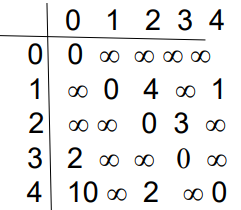 0 1 2 3 4
0 0 ∞ ∞ ∞ ∞
1 ∞ 0 4 ∞ 1
2 ∞ ∞ 0 3 ∞
3 2 ∞ ∞ 0 ∞
4 10 ∞ 2 ∞ 0